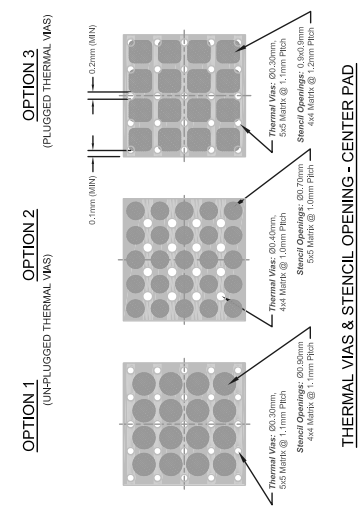 OPTION 1
OPTION 2
(UN-PLUGGED THERMAL VIAS)
OPTION 3
(PLUGGED THERMAL VIAS)
0.1mm (MIN)
0.2mm (MIN)
Thermal Vias: Ø0.30mm,
5x5 Matrix @ 1.1mm Pitch
Stencil Openings: Ø0.90mm
4x4 Matrix @ 1.1mm Pitch
Thermal Vias: Ø0.40mm,
4x4 Matrix @ 1.0mm Pitch
Stencil Openings: Ø0.70mm
5x5 Matrix @ 1.0mm Pitch
Thermal Vias: Ø0.30mm,
5x5 Matrix @ 1.1mm Pitch
Stencil Openings: 0.9x0.9mm
4x4 Matrix @ 1.2mm Pitch
THERMAL VIAS & STENCIL OPENING - CENTER PAD